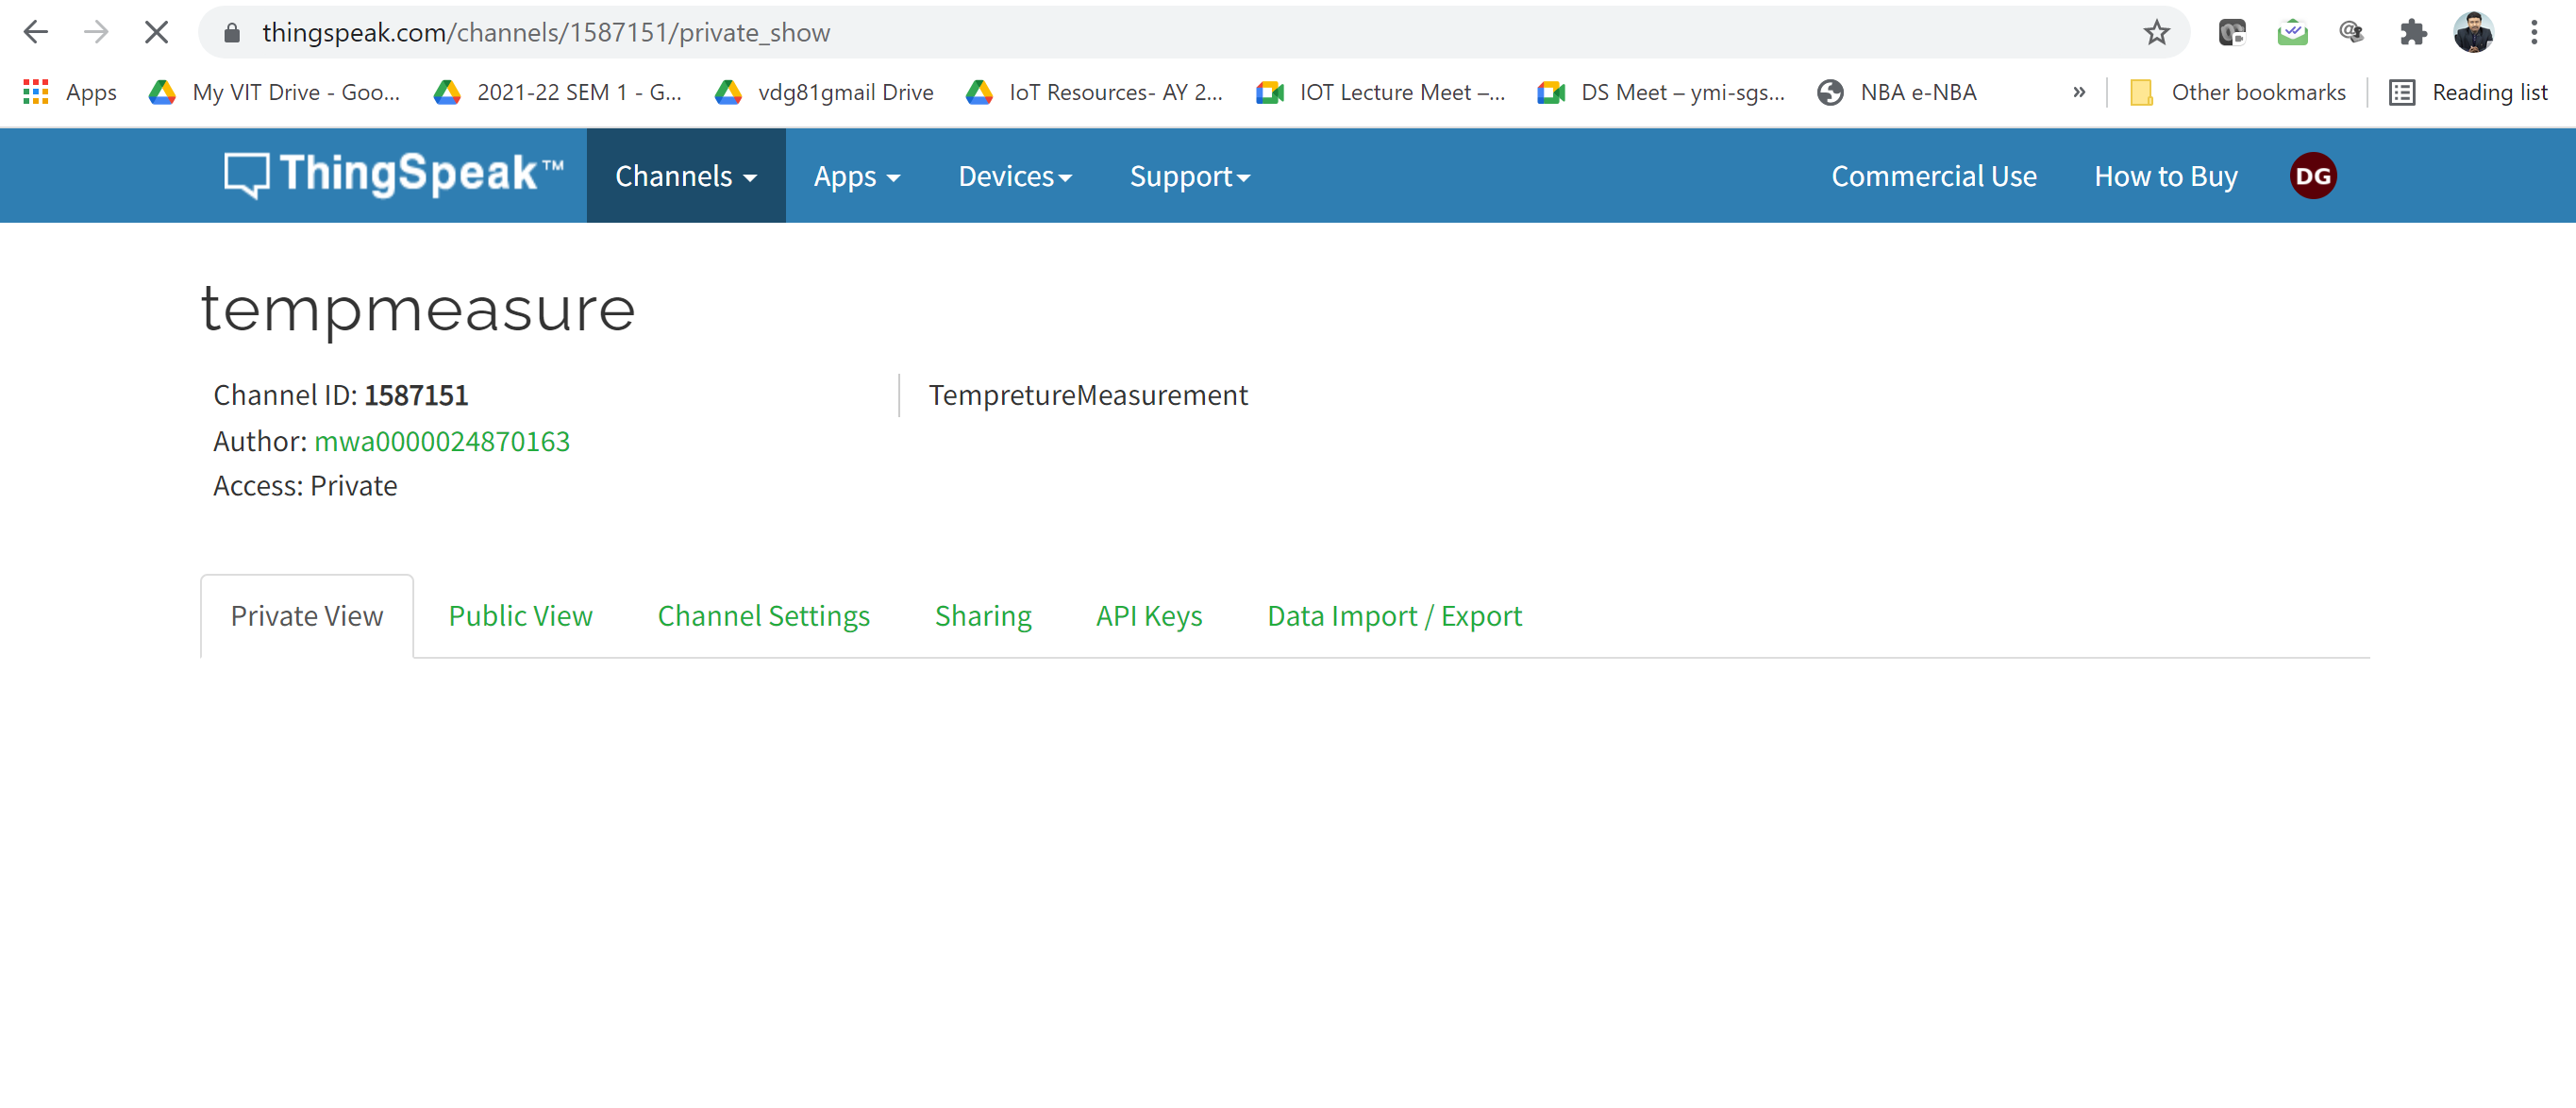 thingspeak.com/channels/1587151/private_show
Apps My VIT Drive - Goo... 2021-22 SEM 1 - G... vdg81gmail Drive IoT Resources- AY 2... IOT Lecture Meet –... DS Meet – ymi-sgs... NBA e-NBA » Other bookmarks Reading list
ThingSpeak™ Channels Apps Devices Support Commercial Use How to Buy DG
tempmeasure
Channel ID: 1587151
Author: mwa0000024870163
Access: Private
TempretureMeasurement
Private View Public View Channel Settings Sharing API Keys Data Import / Export